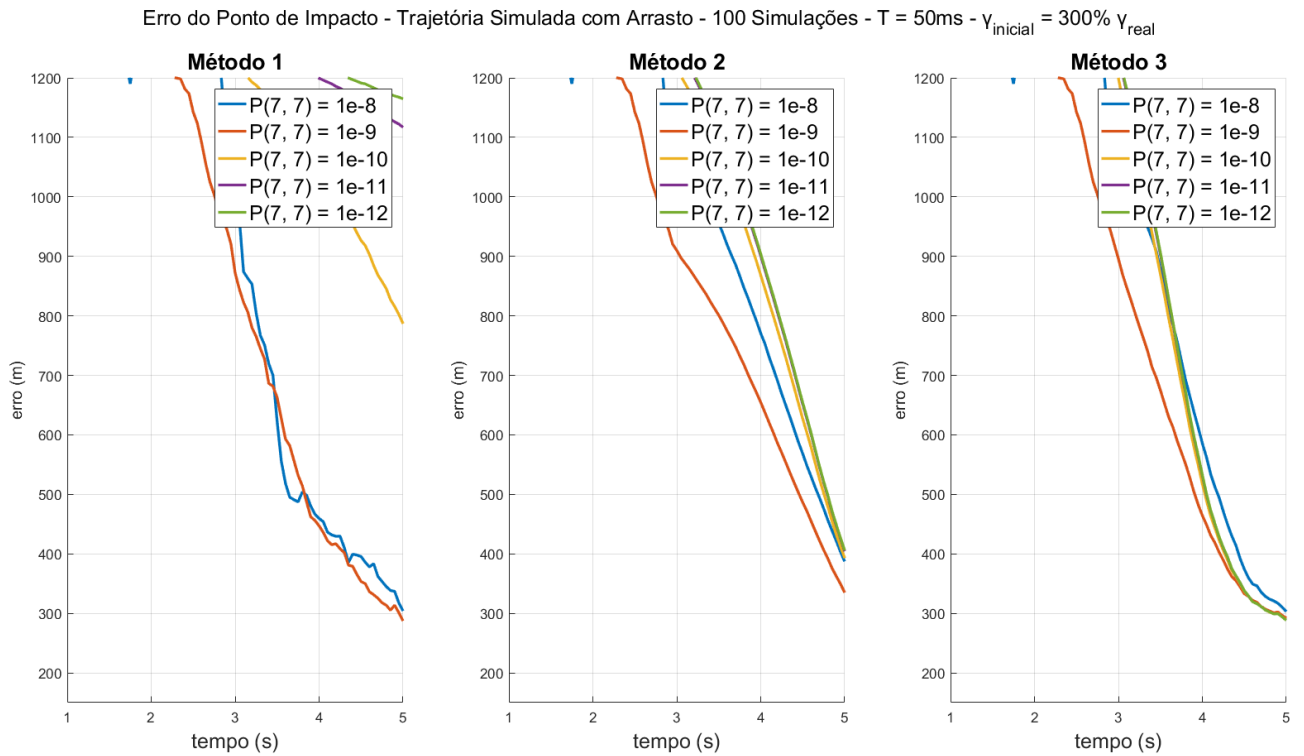 Erro do Ponto de Impacto - Trajetória Simulada com Arrasto - 100 Simulações - T = 50ms - γinicial = 300% γreal
Método 1
1200
1100
1000
900
800
700
600
500
400
300
200
erro (m)
1 2 3 4 5
tempo (s)
P(7, 7) = 1e-8
P(7, 7) = 1e-9
P(7, 7) = 1e-10
P(7, 7) = 1e-11
P(7, 7) = 1e-12
Método 2
1200
1100
1000
900
800
700
600
500
400
300
200
erro (m)
1 2 3 4 5
tempo (s)
P(7, 7) = 1e-8
P(7, 7) = 1e-9
P(7, 7) = 1e-10
P(7, 7) = 1e-11
P(7, 7) = 1e-12
Método 3
1200
1100
1000
900
800
700
600
500
400
300
200
erro (m)
1 2 3 4 5
tempo (s)
P(7, 7) = 1e-8
P(7, 7) = 1e-9
P(7, 7) = 1e-10
P(7, 7) = 1e-11
P(7, 7) = 1e-12